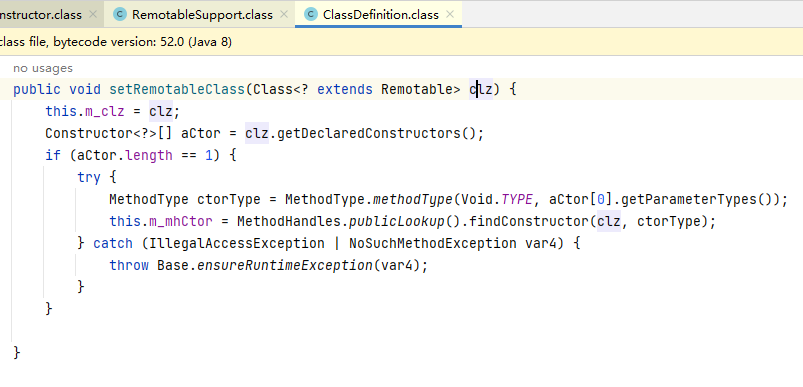 nstructor.class × RemotableSupport.class × ClassDefinition.class ×
class file, bytecode version: 52.0 (Java 8)
no usages
public void setRemotableClass(Class<? extends Remotable> clz) {
this.m_clz = clz;
Constructor<?>[] aCtor = clz.getDeclaredConstructors();
if (aCtor.length == 1) {
try {
MethodType ctorType = MethodType.methodType(Void.TYPE, aCtor[0].getParameterTypes());
this.m_mhCtor = MethodHandles.publicLookup().findConstructor(clz, ctorType);
} catch (IllegalAccessException | NoSuchMethodException var4) {
throw Base.ensureRuntimeException(var4);
}
}
}